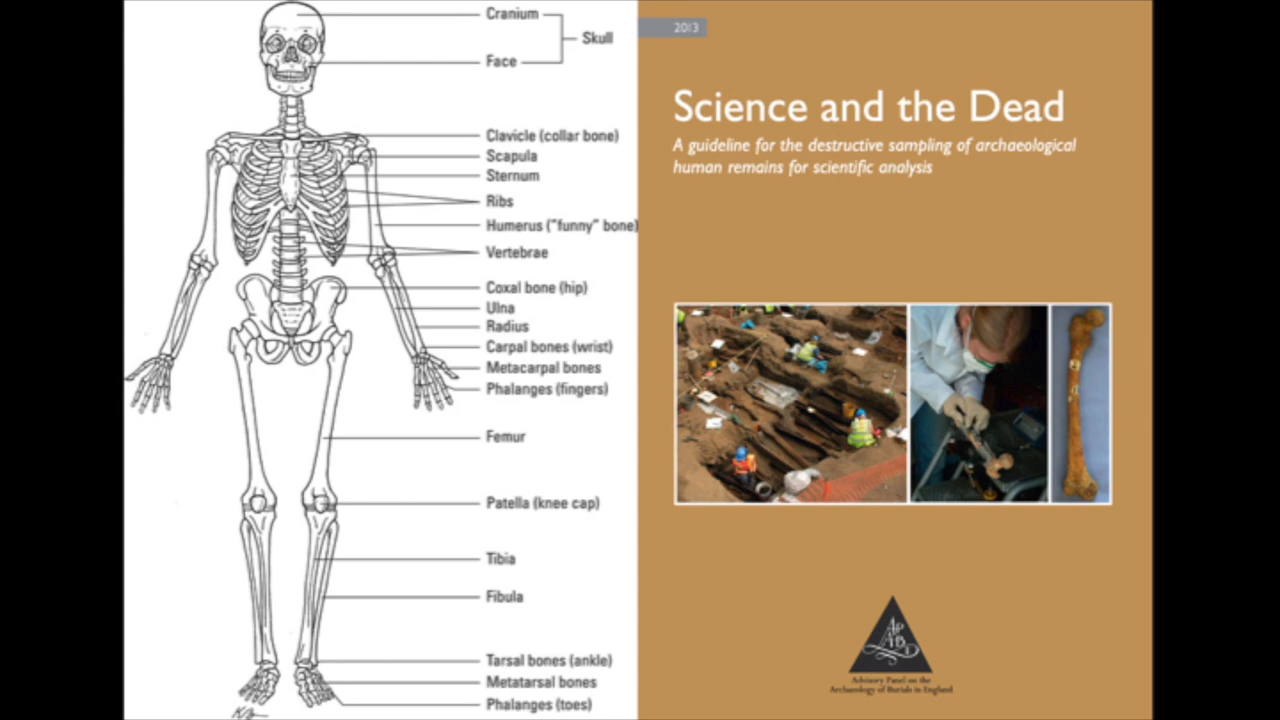 Cranium
Skull
Face
Clavicle (collar bone)
Scapula
Sternum
Ribs
Humerus ("funny" bone)
Vertebrae
Coxal bone (hip)
Ulna
Radius
Carpal bones (wrist)
Metacarpal bones
Phalanges (fingers)
Femur
Patella (knee cap)
Tibia
Fibula
Tarsal bones (ankle)
Metatarsal bones
Phalanges (toes)
2013
Science and the Dead
A guideline for the destructive sampling of archaeological
human remains for scientific analysis
Advisory Panel on the
Archaeology of Burials in England